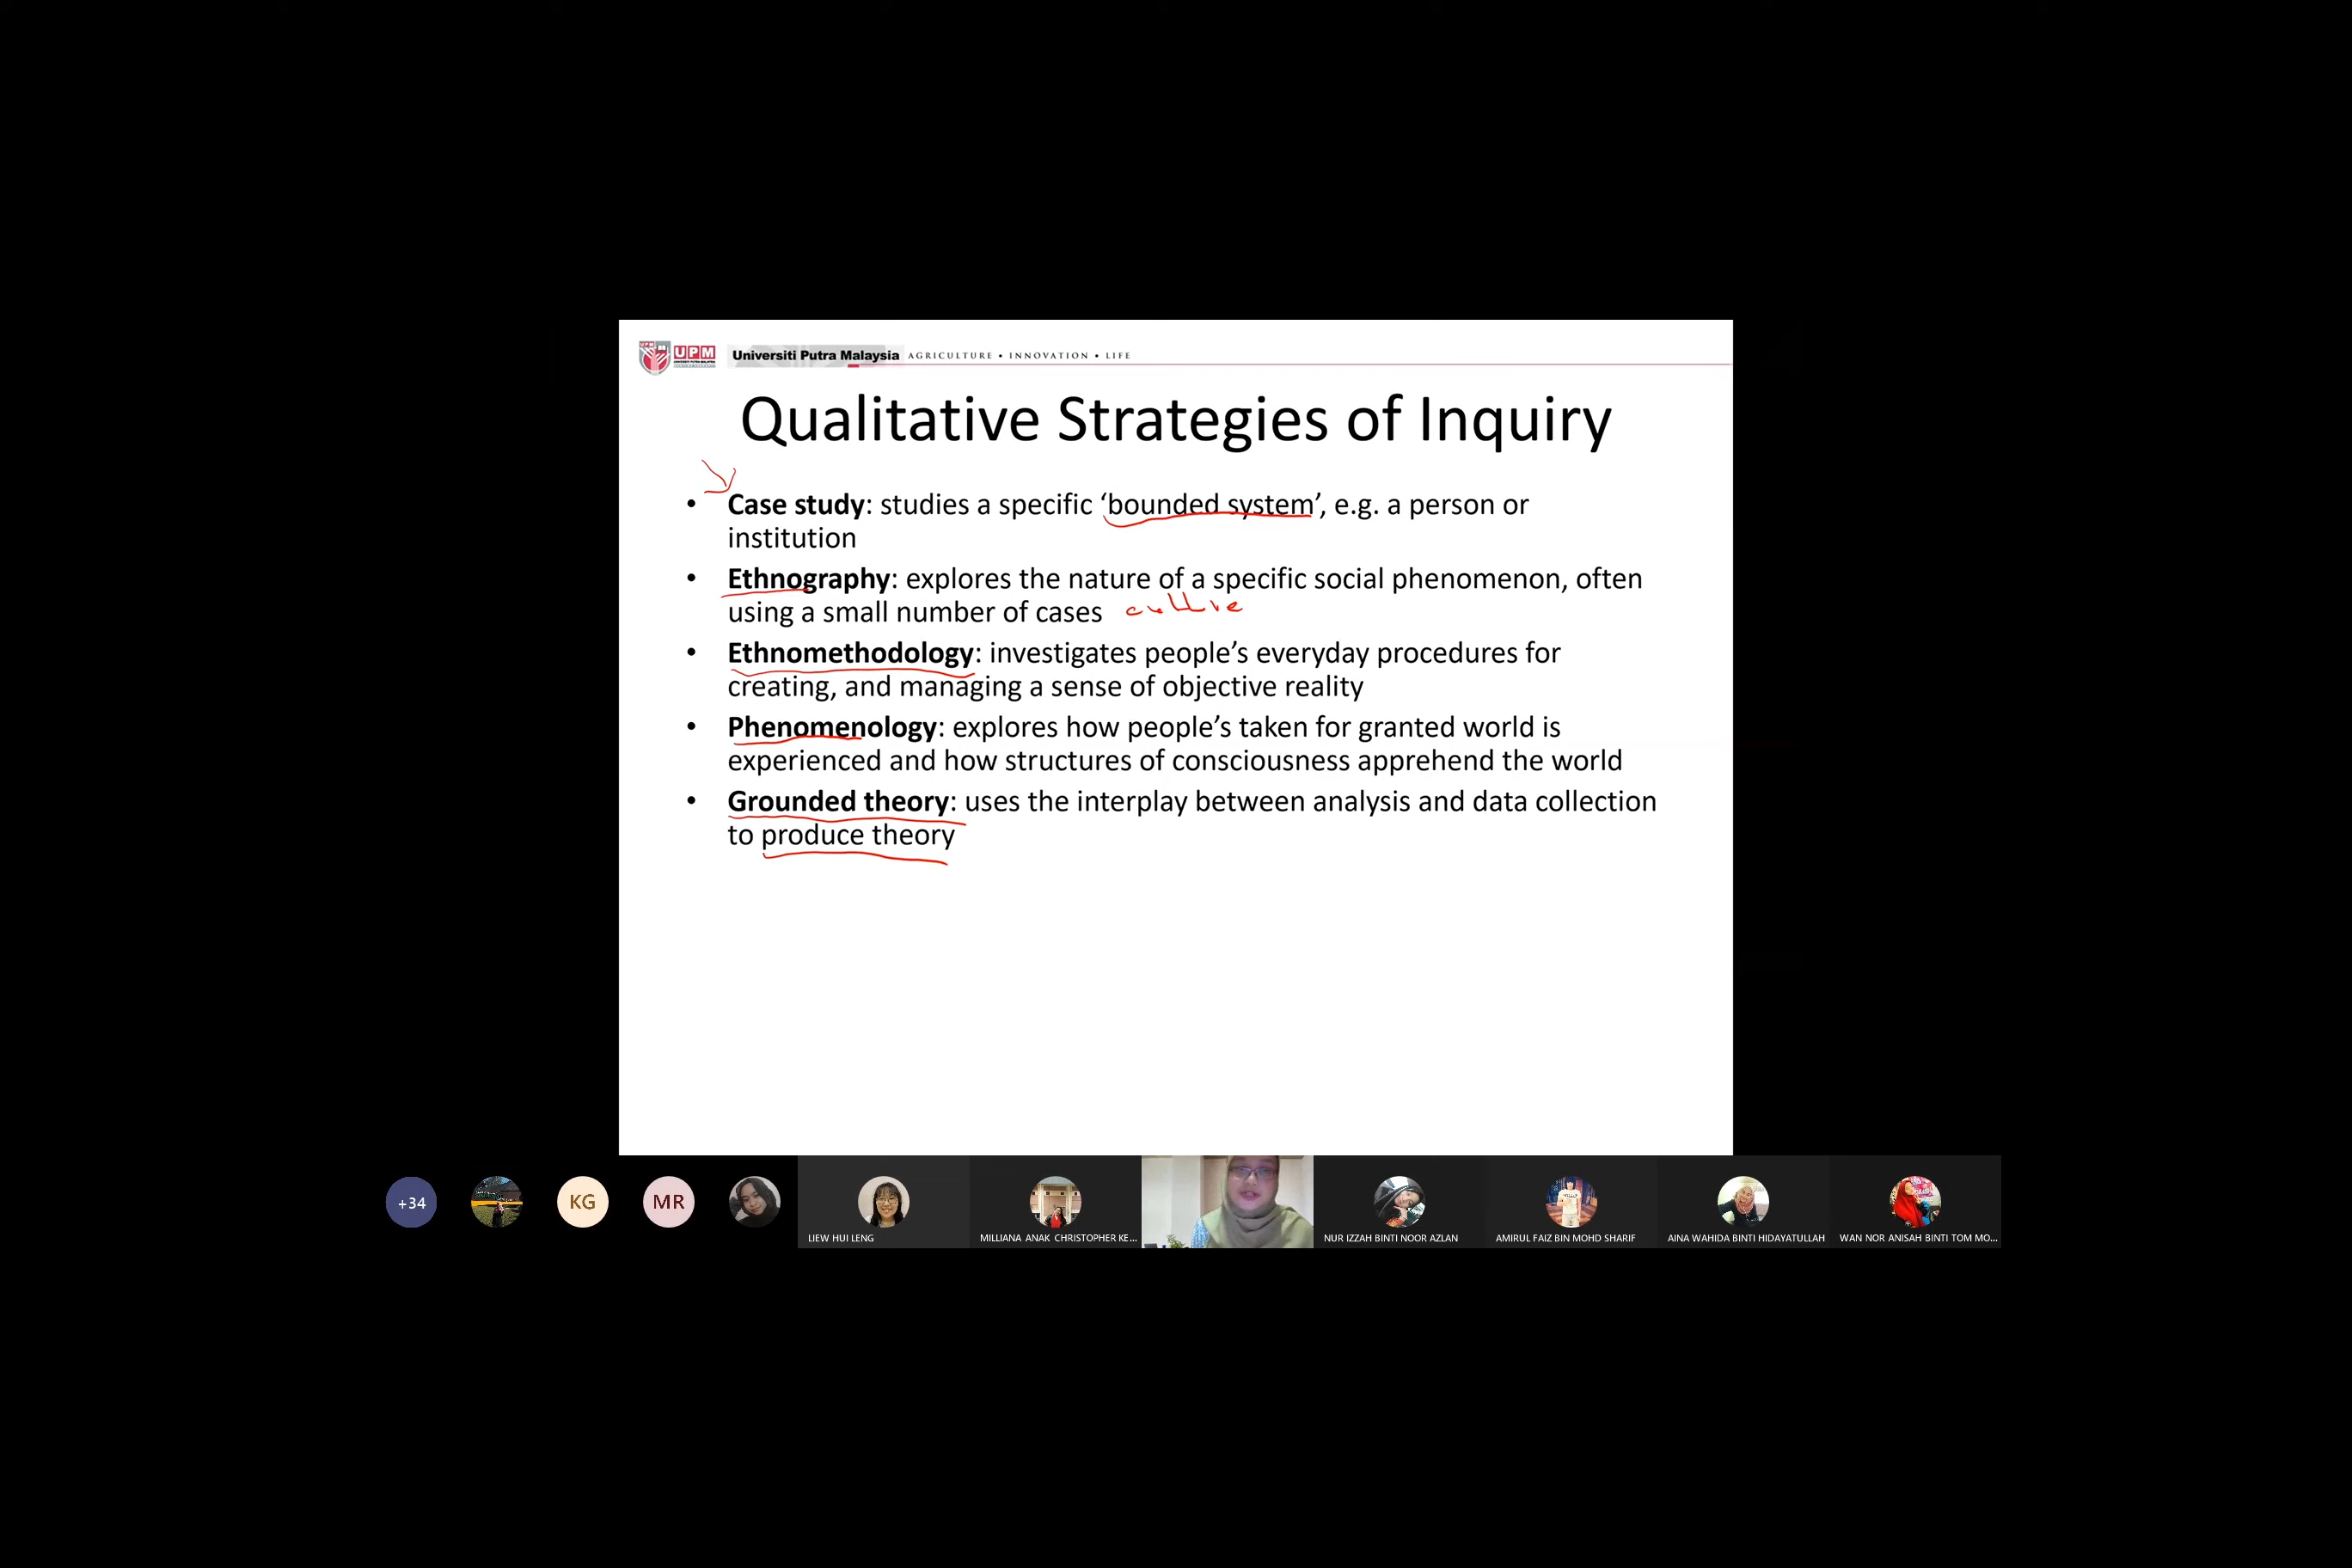 UPM
Universiti Putra Malaysia AGRICULTURE • INNOVATION • LIFE
Qualitative Strategies of Inquiry
• Case study: studies a specific ‘bounded system’, e.g. a person or
institution
• Ethnography: explores the nature of a specific social phenomenon, often
using a small number of cases culture
• Ethnomethodology: investigates people’s everyday procedures for
creating, and managing a sense of objective reality
• Phenomenology: explores how people’s taken for granted world is
experienced and how structures of consciousness apprehend the world
• Grounded theory: uses the interplay between analysis and data collection
to produce theory
+34
KG
MR
LIEW HUI LENG
MILLIANA ANAK CHRISTOPHER KE...
NUR IZZAH BINTI NOOR AZLAN
AMIRUL FAIZ BIN MOHD SHARIF
AINA WAHIDA BINTI HIDAYATULLAH
WAN NOR ANISAH BINTI TOM MO...